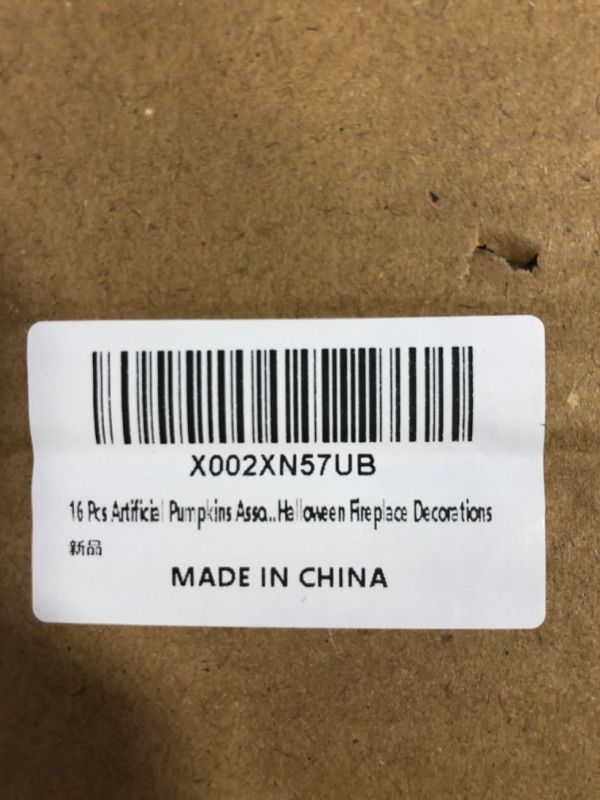 X002XN57UB
16 Pcs Artificial Pumpkins Asso...Halloween Fireplace Decorations
新品
MADE IN CHINA